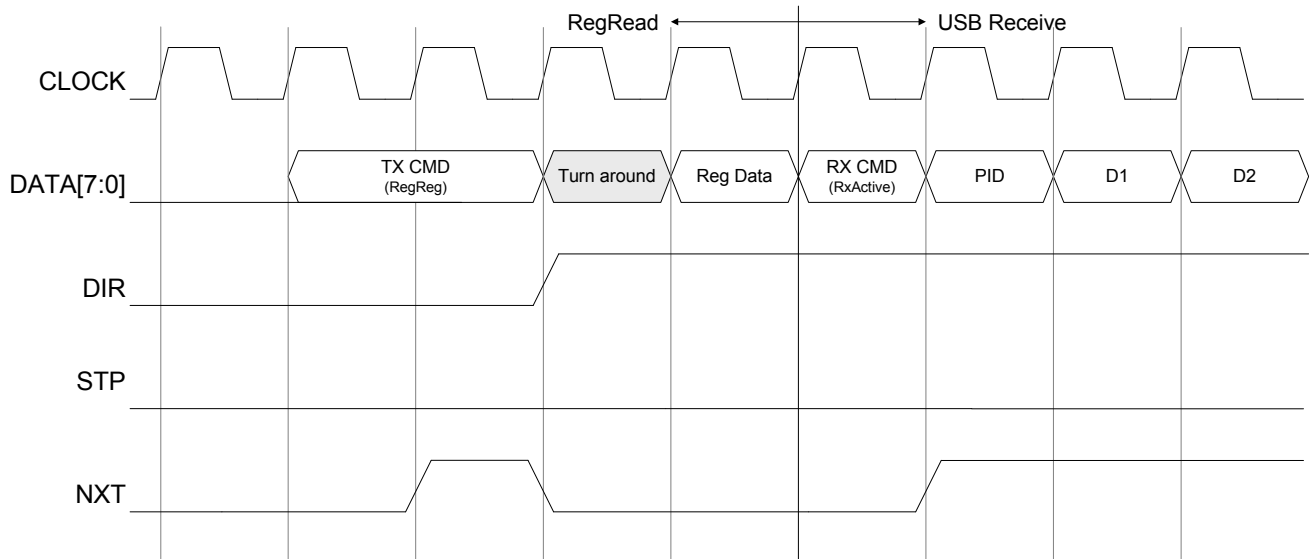 RegRead
USB Receive
CLOCK
DATA[7:0]
TX CMD
(RegReg)
Turn around
Reg Data
RX CMD
(RxActive)
PID
D1
D2
DIR
STP
NXT